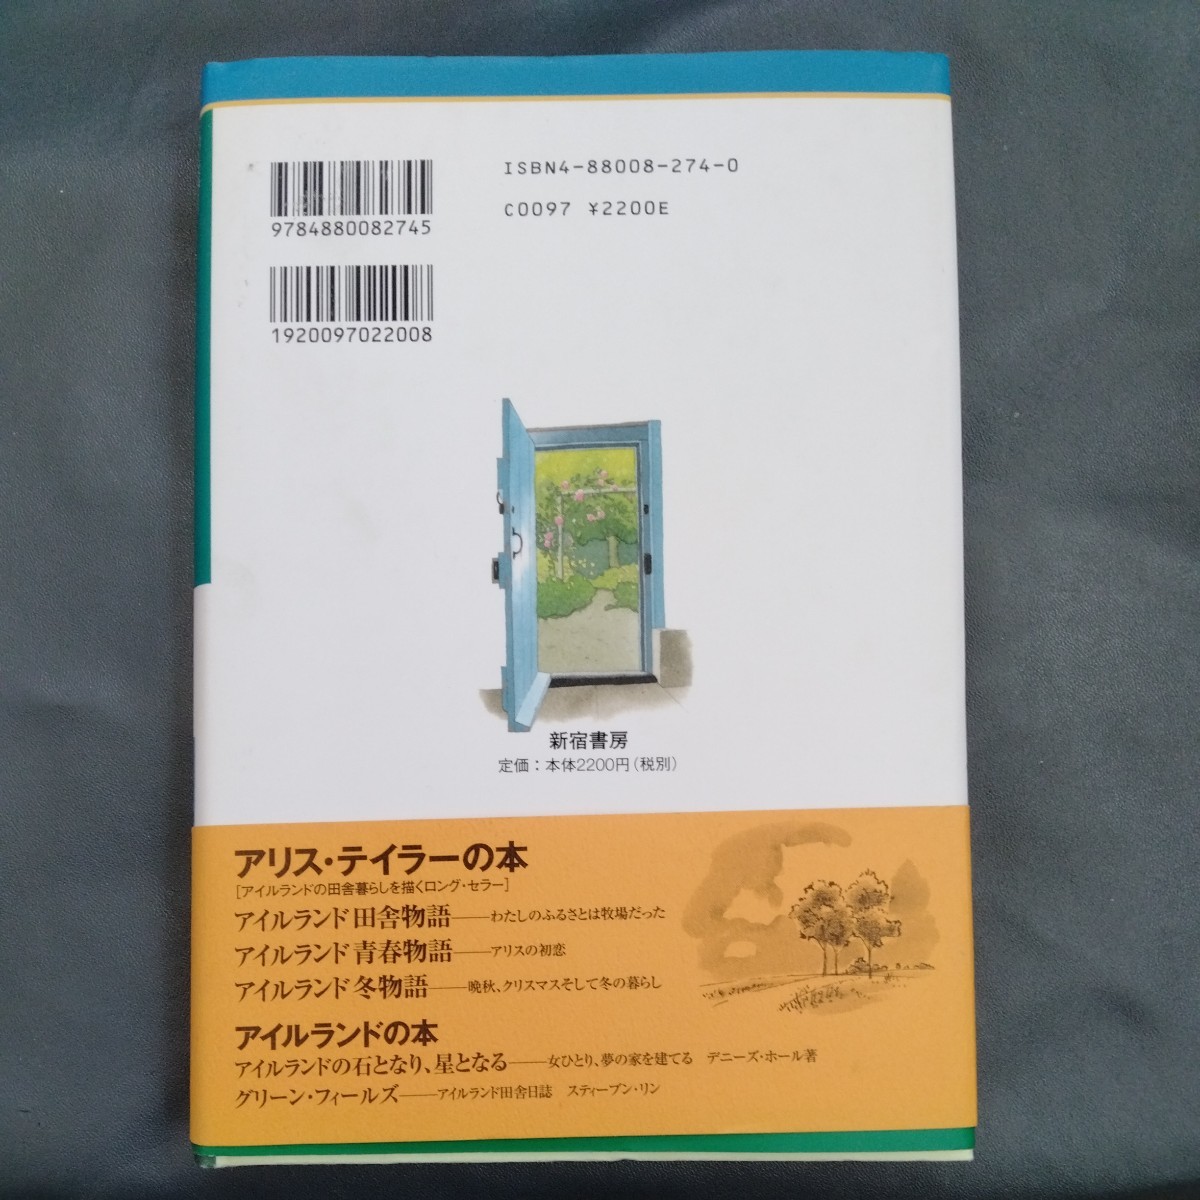 ISBN4-88008-274-0
9784880082745
C0097 ¥2200E
1920097022008
新宿書房
定価：本体2200円（税別）
アリス・テイラーの本
[アイルランドの田舎暮らしを描くロング・セラー]
アイルランド田舎物語——わたしのふるさとは牧場だった
アイルランド青春物語——アリスの初恋
アイルランド冬物語——晩秋、クリスマスそして冬の暮らし
アイルランドの本
アイルランドの石となり、星となる——女ひとり、夢の家を建てる　デニーズ・ホール著
グリーン・フィールズ——アイルランド田舎日誌　スティーブン・リン